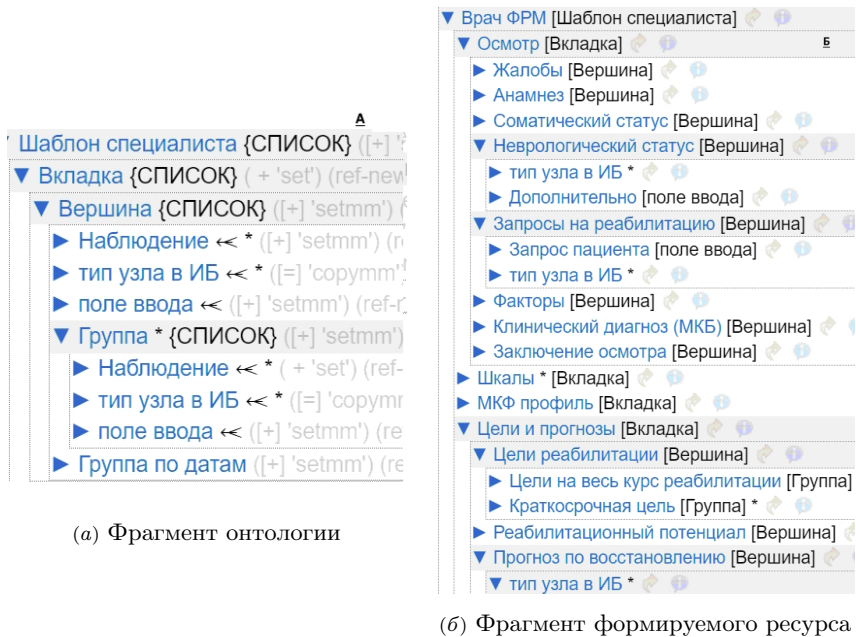 А
Шаблон специалиста {СПИСОК} ([+]
Вкладка {СПИСОК} ( + 'set') (ref-new
Вершина {СПИСОК} ([+] 'setmm')
Наблюдение ↢ * ([+] 'setmm')
тип узла в ИБ ↢ * ([=] 'copymm'
поле ввода ↢ ([+] 'setmm') (ref-
Группа * {СПИСОК} ([+] 'setmm')
Наблюдение ↢ * ( + 'set') (ref-
тип узла в ИБ ↢ * ([=] 'copymm
поле ввода ↢ ([+] 'setmm') (re
Группа по датам ([+] 'setmm') (re
(а) Фрагмент онтологии
Врач ФРМ [Шаблон специалиста]
Осмотр [Вкладка] Б
Жалобы [Вершина]
Анамнез [Вершина]
Соматический статус [Вершина]
Неврологический статус [Вершина]
тип узла в ИБ *
Дополнительно [поле ввода]
Запросы на реабилитацию [Вершина]
Запрос пациента [поле ввода]
тип узла в ИБ *
Факторы [Вершина]
Клинический диагноз (МКБ) [Вершина]
Заключение осмотра [Вершина]
Шкалы * [Вкладка]
МКФ профиль [Вкладка]
Цели и прогнозы [Вкладка]
Цели реабилитации [Вершина]
Цели на весь курс реабилитации [Группа]
Краткосрочная цель [Группа] *
Реабилитационный потенциал [Вершина]
Прогноз по восстановлению [Вершина]
тип узла в ИБ *
(б) Фрагмент формируемого ресурса